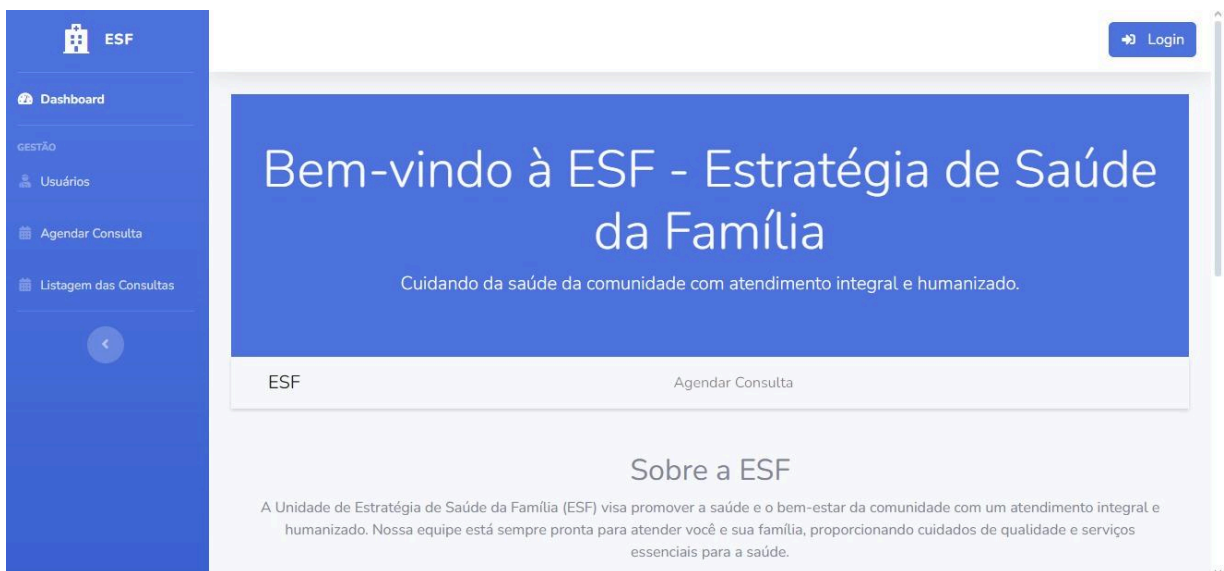 ESF
Login
Dashboard
GESTÃO
Usuários
Agendar Consulta
Listagem das Consultas
Bem-vindo à ESF - Estratégia de Saúde
da Família
Cuidando da saúde da comunidade com atendimento integral e humanizado.
ESF
Agendar Consulta
Sobre a ESF
A Unidade de Estratégia de Saúde da Família (ESF) visa promover a saúde e o bem-estar da comunidade com um atendimento integral e
humanizado. Nossa equipe está sempre pronta para atender você e sua família, proporcionando cuidados de qualidade e serviços
essenciais para a saúde.